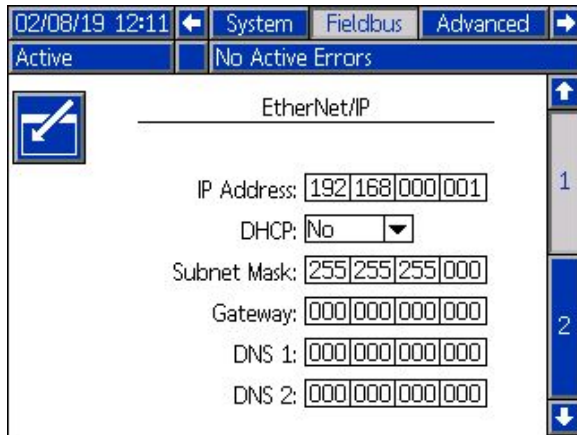 02/08/19 12:11 System Fieldbus Advanced
Active No Active Errors
EtherNet/IP
IP Address: 192 168 000 001
1
DHCP: No
Subnet Mask: 255 255 255 000
Gateway: 000 000 000 000
2
DNS 1: 000 000 000 000
DNS 2: 000 000 000 000